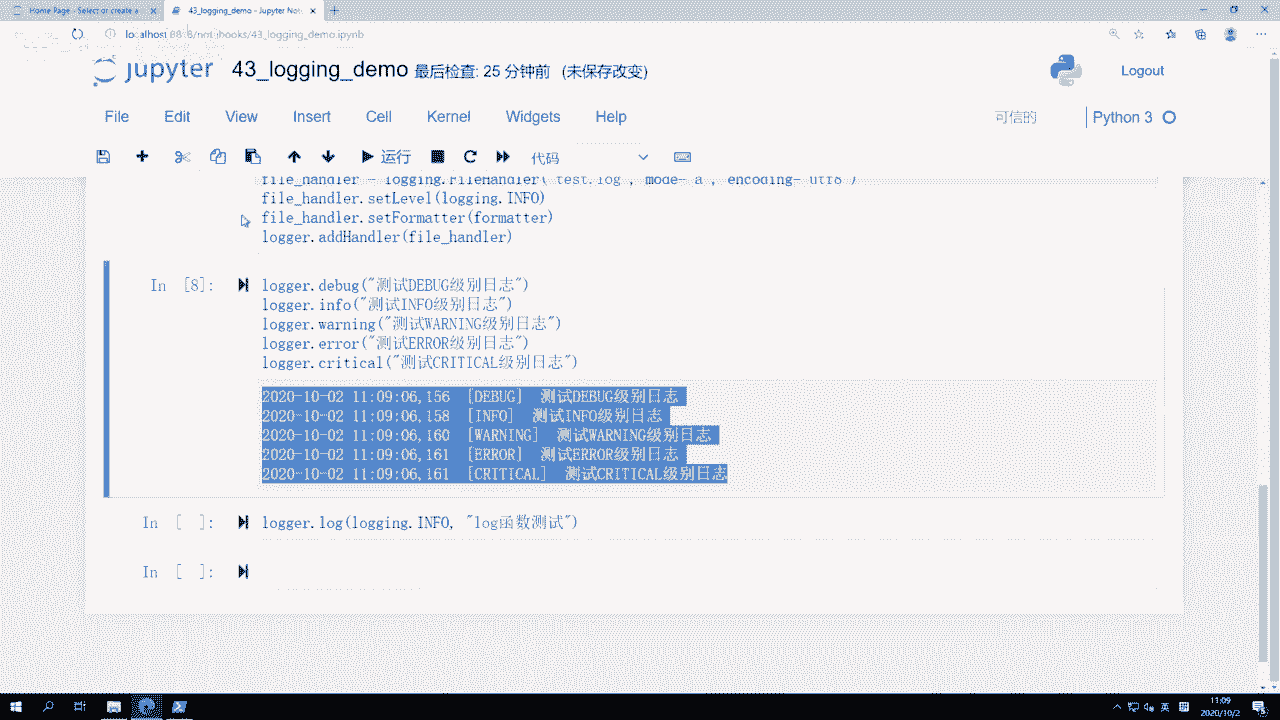 Home Page - Select or create a
43_logging_demo - Jupyter Not
localhost:8888/notebooks/43_logging_demo.ipynb
jupyter 43_logging_demo 最后检查: 25 分钟前 (未保存改变)
Logout
File Edit View Insert Cell Kernel Widgets Help
可信的
Python 3
运行
代码
file_handler = logging.FileHandler('test.log', mode='a', encoding='utf8')
file_handler.setLevel(logging.INFO)
file_handler.setFormatter(formatter)
logger.addHandler(file_handler)
In [8]:
logger.debug("测试DEBUG级别日志")
logger.info("测试INFO级别日志")
logger.warning("测试WARNING级别日志")
logger.error("测试ERROR级别日志")
logger.critical("测试CRITICAL级别日志")
2020-10-02 11:09:06,156 [DEBUG] 测试DEBUG级别日志
2020-10-02 11:09:06,158 [INFO] 测试INFO级别日志
2020-10-02 11:09:06,160 [WARNING] 测试WARNING级别日志
2020-10-02 11:09:06,161 [ERROR] 测试ERROR级别日志
2020-10-02 11:09:06,161 [CRITICAL] 测试CRITICAL级别日志
In [ ]: logger.log(logging.INFO, "log函数测试")
In [ ]:
英
11:09
2020/10/2